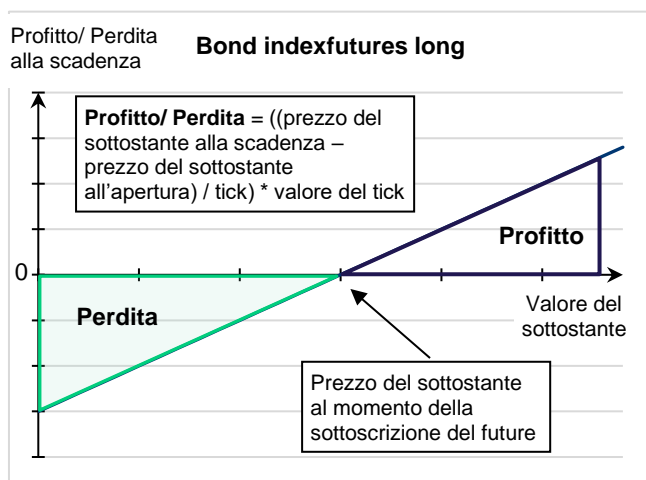 Profitto/ Perdita
alla scadenza
Bond indexfutures long
Profitto/ Perdita = ((prezzo del
sottostante alla scadenza –
prezzo del sottostante
all'apertura) / tick) * valore del tick
Profitto
0
Valore del
sottostante
Perdita
Prezzo del sottostante
al momento della
sottoscrizione del future